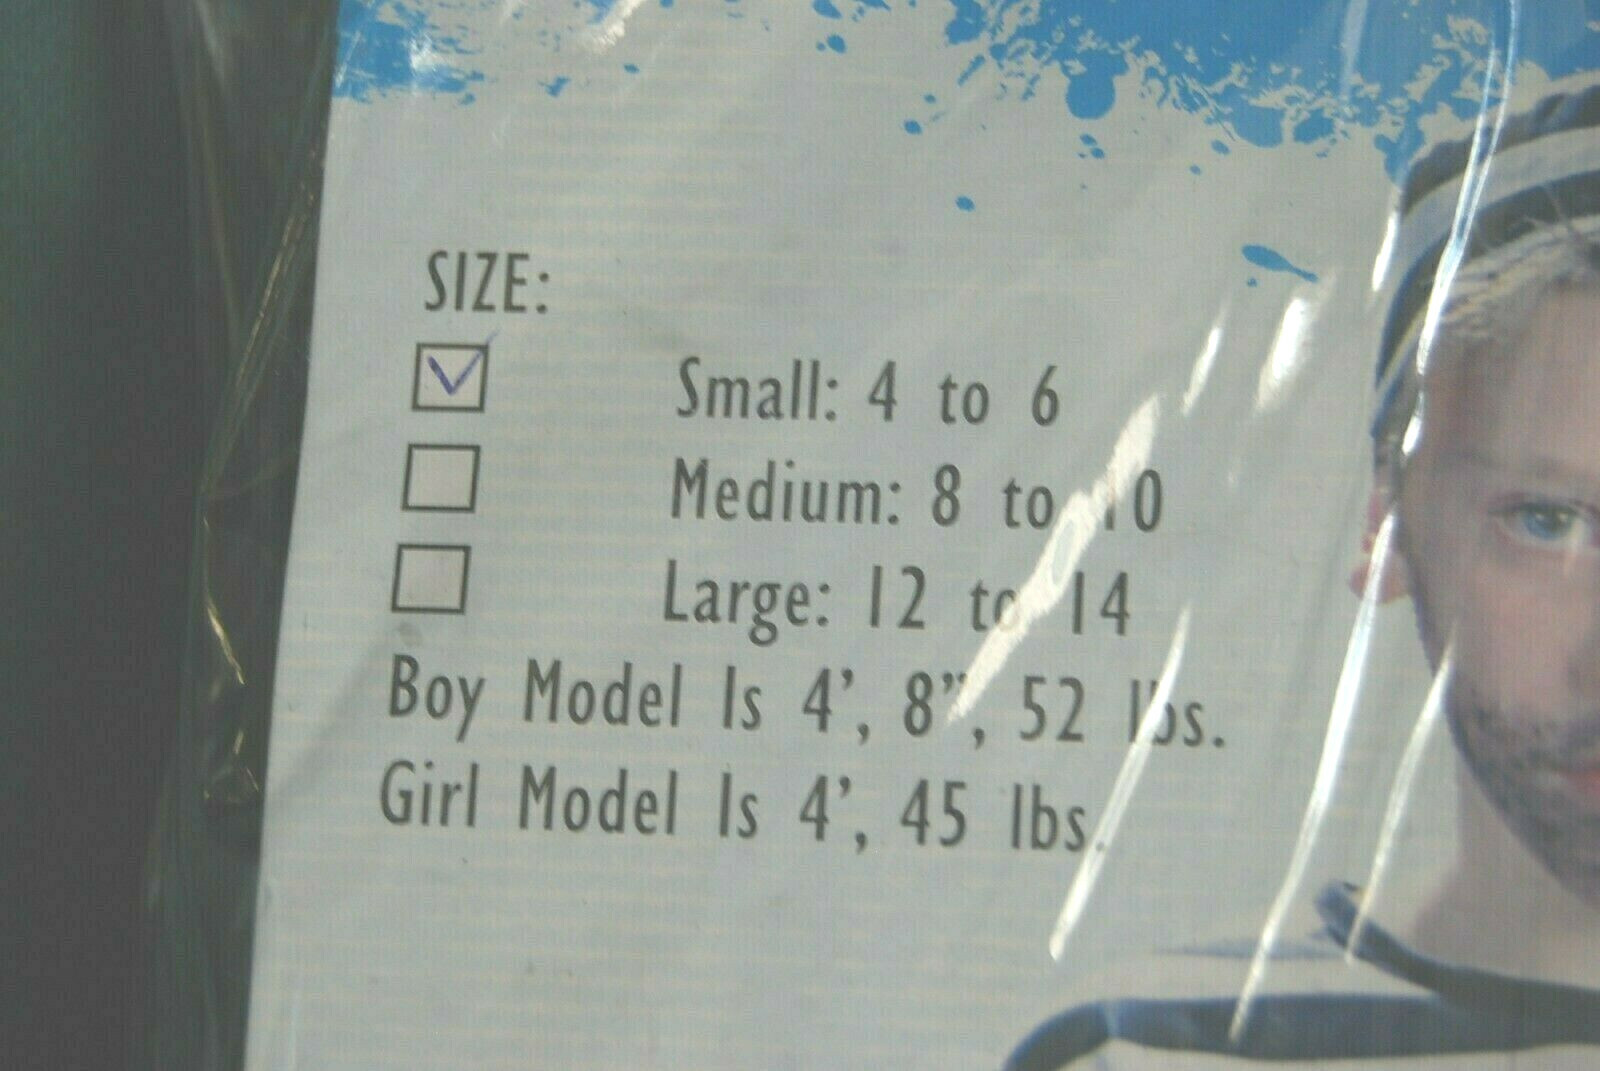 SIZE:
Small: 4 to 6
Medium: 8 to 10
Large: 12 to 14
Boy Model Is 4', 8", 52 lbs.
Girl Model Is 4', 45 lbs.